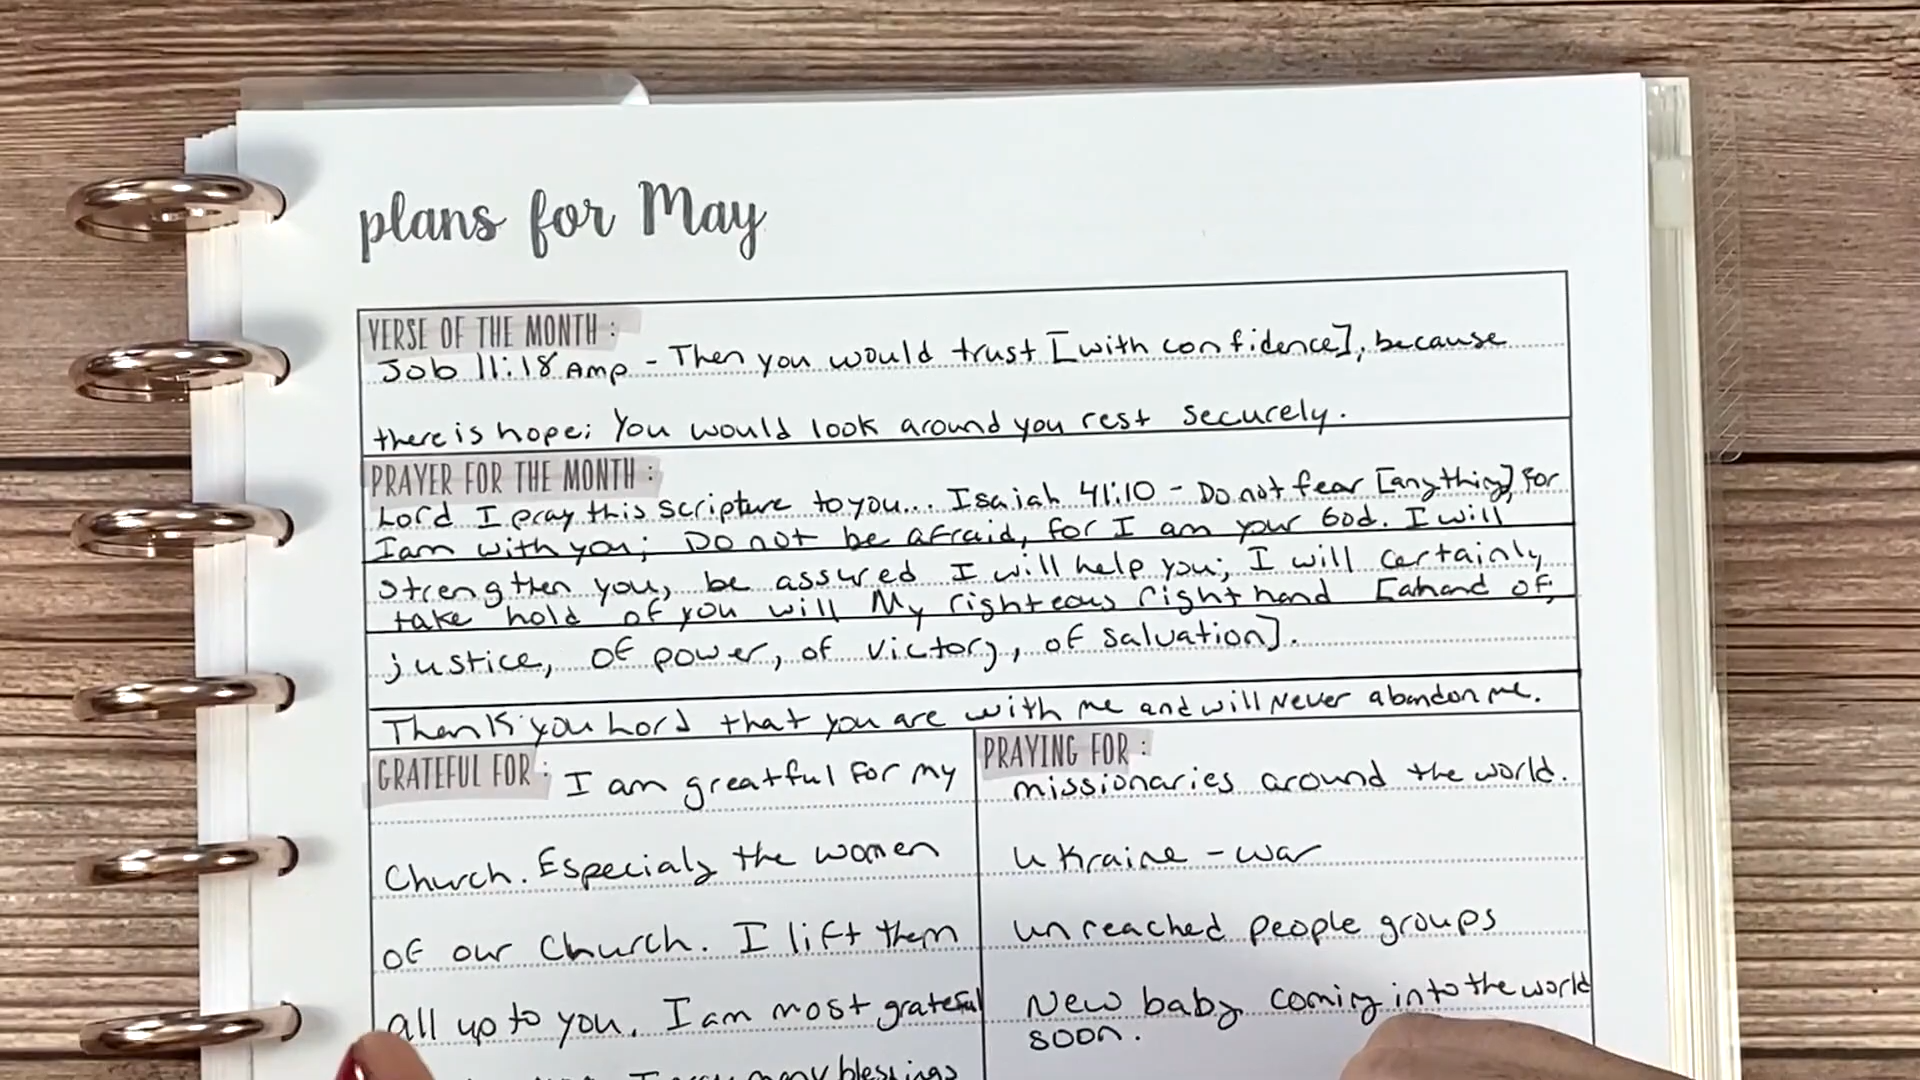 plans for May
VERSE OF THE MONTH :
Job 11:18 Amp - Then you would trust [with confidence], because
there is hope; You would look around you rest securely.
PRAYER FOR THE MONTH :
Lord I pray this scripture to you... Isaiah 41:10 - Do not fear [anything], for
I am with you; Do not be afraid, for I am your God. I will
strengthen you, be assured I will help you; I will certainly
take hold of you will My righteous right hand [a hand of;
justice, of power, of victory, of salvation].
Thank you Lord that you are with me and will Never abandon me.
GRATEFUL FOR : I am greatful for my
Church. Especialy the women
of our Church. I lift them
all up to you. I am most grateful
many blessings
PRAYING FOR :
missionaries around the world.
Ukraine - war
unreached people groups
New baby coming into the world
soon.